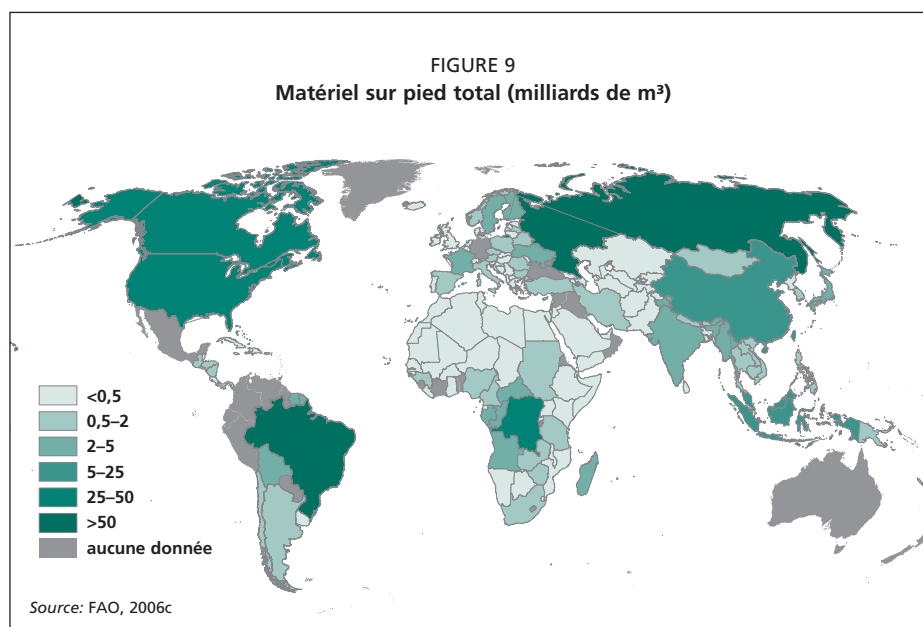 FIGURE 9
Matériel sur pied total (milliards de m³)
<0,5
0,5–2
2–5
5–25
25–50
>50
aucune donnée
Source: FAO, 2006c